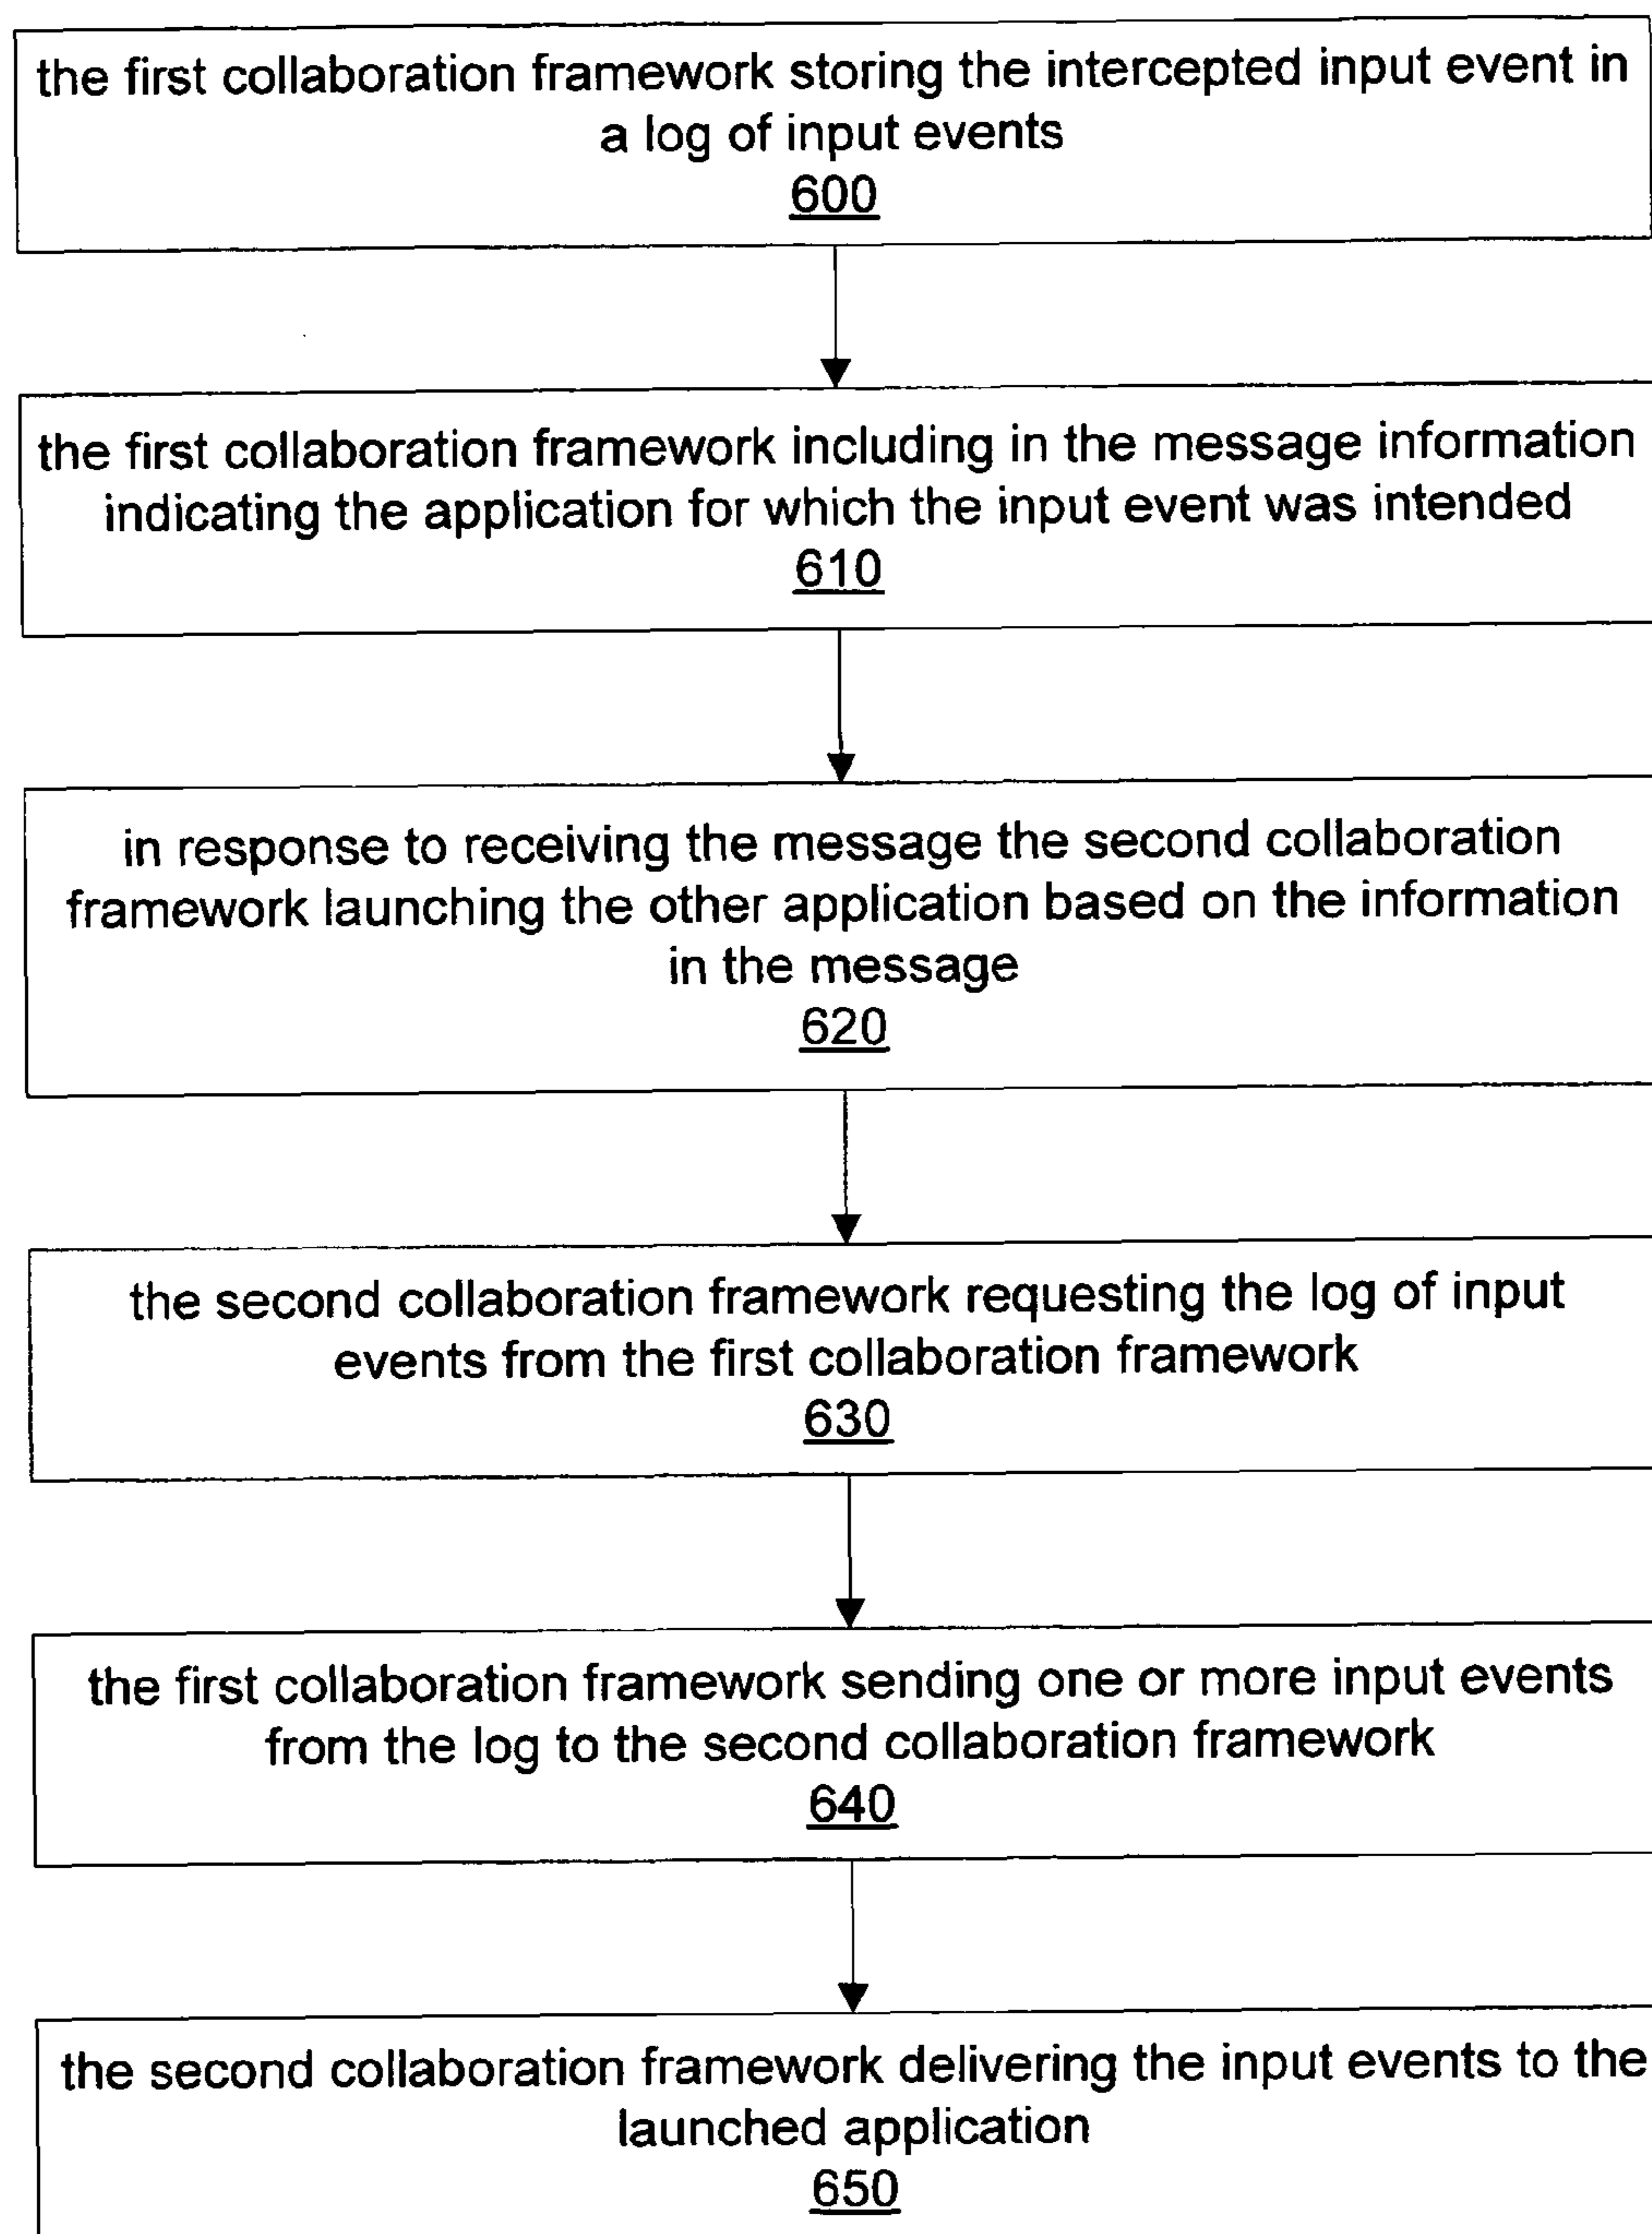 the first collaboration framework storing the intercepted input event in
a log of input events
600
the first collaboration framework including in the message information
indicating the application for which the input event was intended
610
in response to receiving the message the second collaboration
framework launching the other application based on the information
in the message
620
the second collaboration framework requesting the log of input
events from the first collaboration framework
630
the first collaboration framework sending one or more input events
from the log to the second collaboration framework
640
the second collaboration framework delivering the input events to the
launched application
650